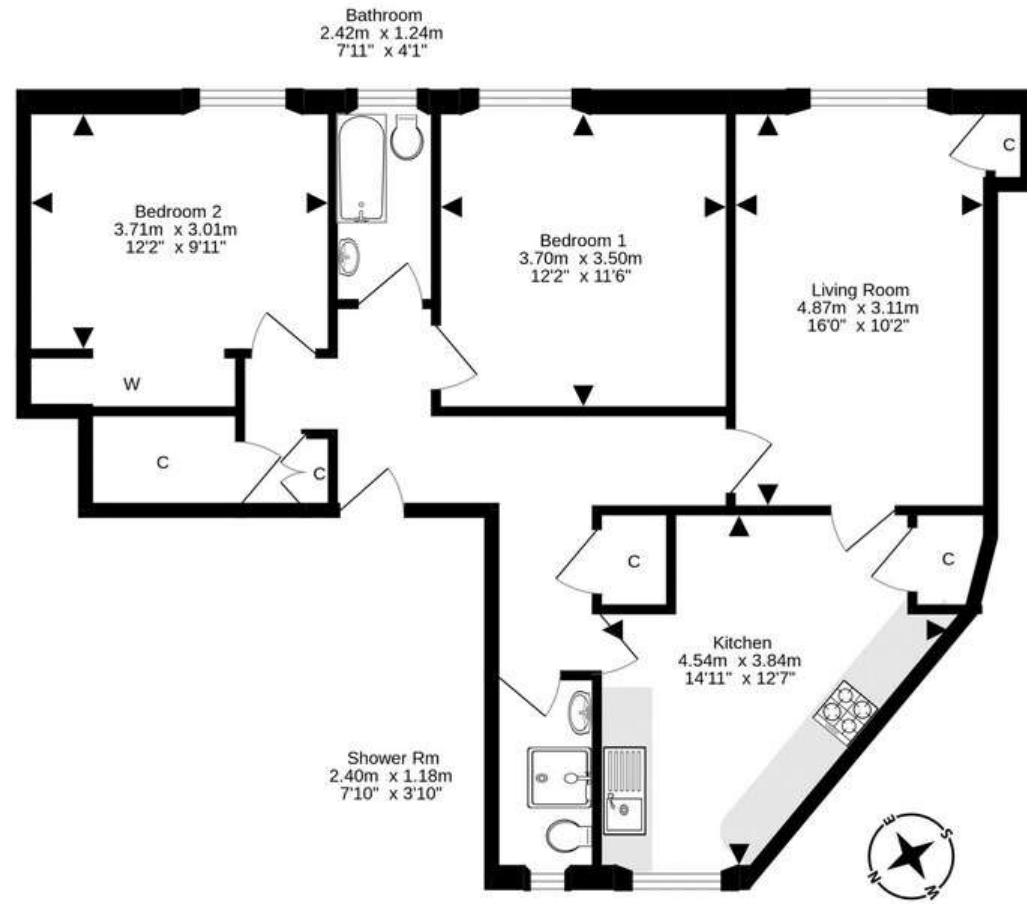 Bathroom
2.42m x 1.24m
7'11" x 4'1"
C
Bedroom 2
3.71m x 3.01m
12'2" x 9'11"
Bedroom 1
3.70m x 3.50m
12'2" x 11'6"
Living Room
4.87m x 3.11m
16'0" x 10'2"
W
C
C
C
C
Kitchen
4.54m x 3.84m
14'11" x 12'7"
Shower Rm
2.40m x 1.18m
7'10" x 3'10"
E
S
N
W